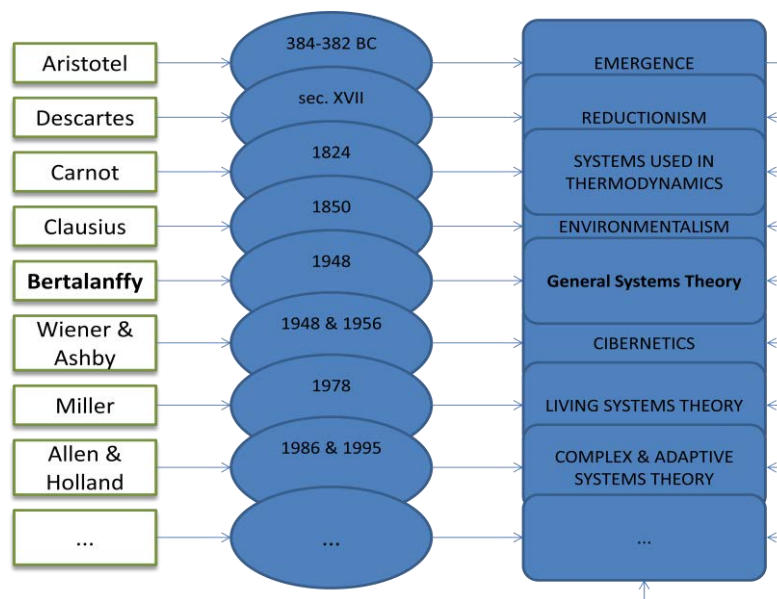 Aristotel
384-382 BC
EMERGENCE
Descartes
sec. XVII
REDUCTIONISM
Carnot
1824
SYSTEMS USED IN
THERMODYNAMICS
Clausius
1850
ENVIRONMENTALISM
Bertalanffy
1948
General Systems Theory
Wiener &
Ashby
1948 & 1956
CIBERNETICS
Miller
1978
LIVING SYSTEMS THEORY
Allen &
Holland
1986 & 1995
COMPLEX & ADAPTIVE
SYSTEMS THEORY
...
...
...